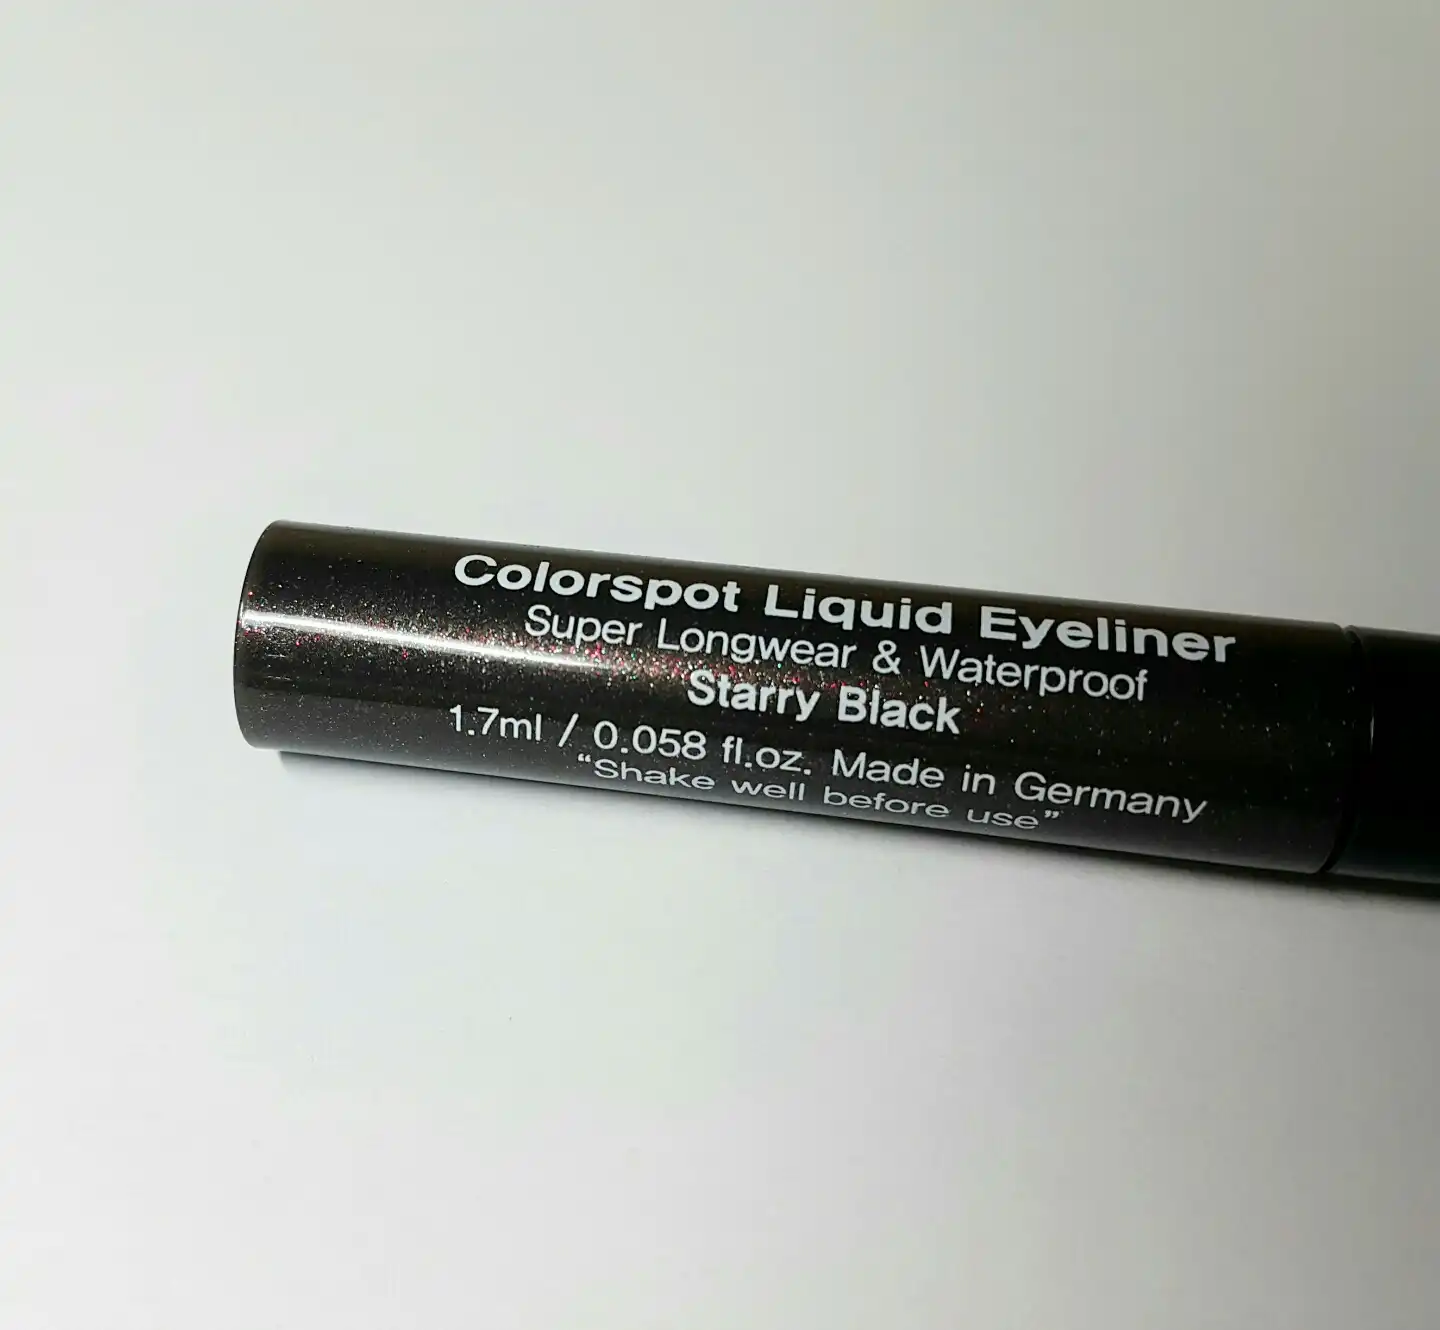 Colorspot Liquid Eyeliner
Super Longwear & Waterproof
Starry Black
1.7ml / 0.058 fl.oz. Made in Germany
“Shake well before use”